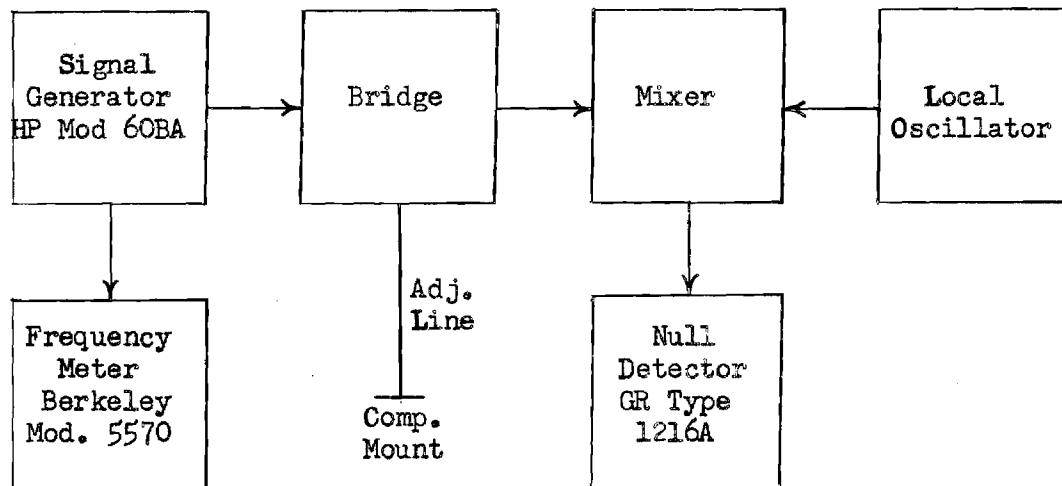 Signal
Generator
HP Mod 60BA
Bridge
Mixer
Local
Oscillator
Adj.
Line
Frequency
Meter
Berkeley
Mod. 5570
Comp.
Mount
Null
Detector
GR Type
1216A